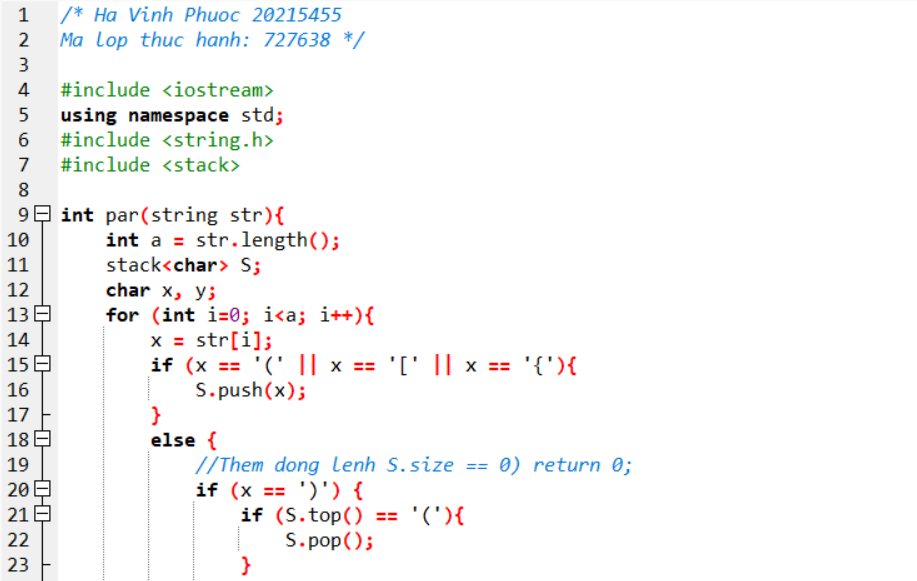 1 /* Ha Vinh Phuoc 20215455
2 Ma lop thuc hanh: 727638 */
3
4 #include <iostream>
5 using namespace std;
6 #include <string.h>
7 #include <stack>
8
9 int par(string str){
10 int a = str.length();
11 stack<char> S;
12 char x, y;
13 for (int i=0; i<a; i++){
14 x = str[i];
15 if (x == '(' || x == '[' || x == '{'){
16 S.push(x);
17 }
18 else {
19 //Them dong lenh S.size == 0) return 0;
20 if (x == ')') {
21 if (S.top() == '('){
22 S.pop();
23 }